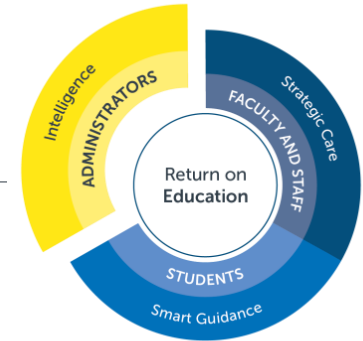 Intelligence
ADMINISTRATORS
Strategic Care
FACULTY AND STAFF
Return on
Education
STUDENTS
Smart Guidance